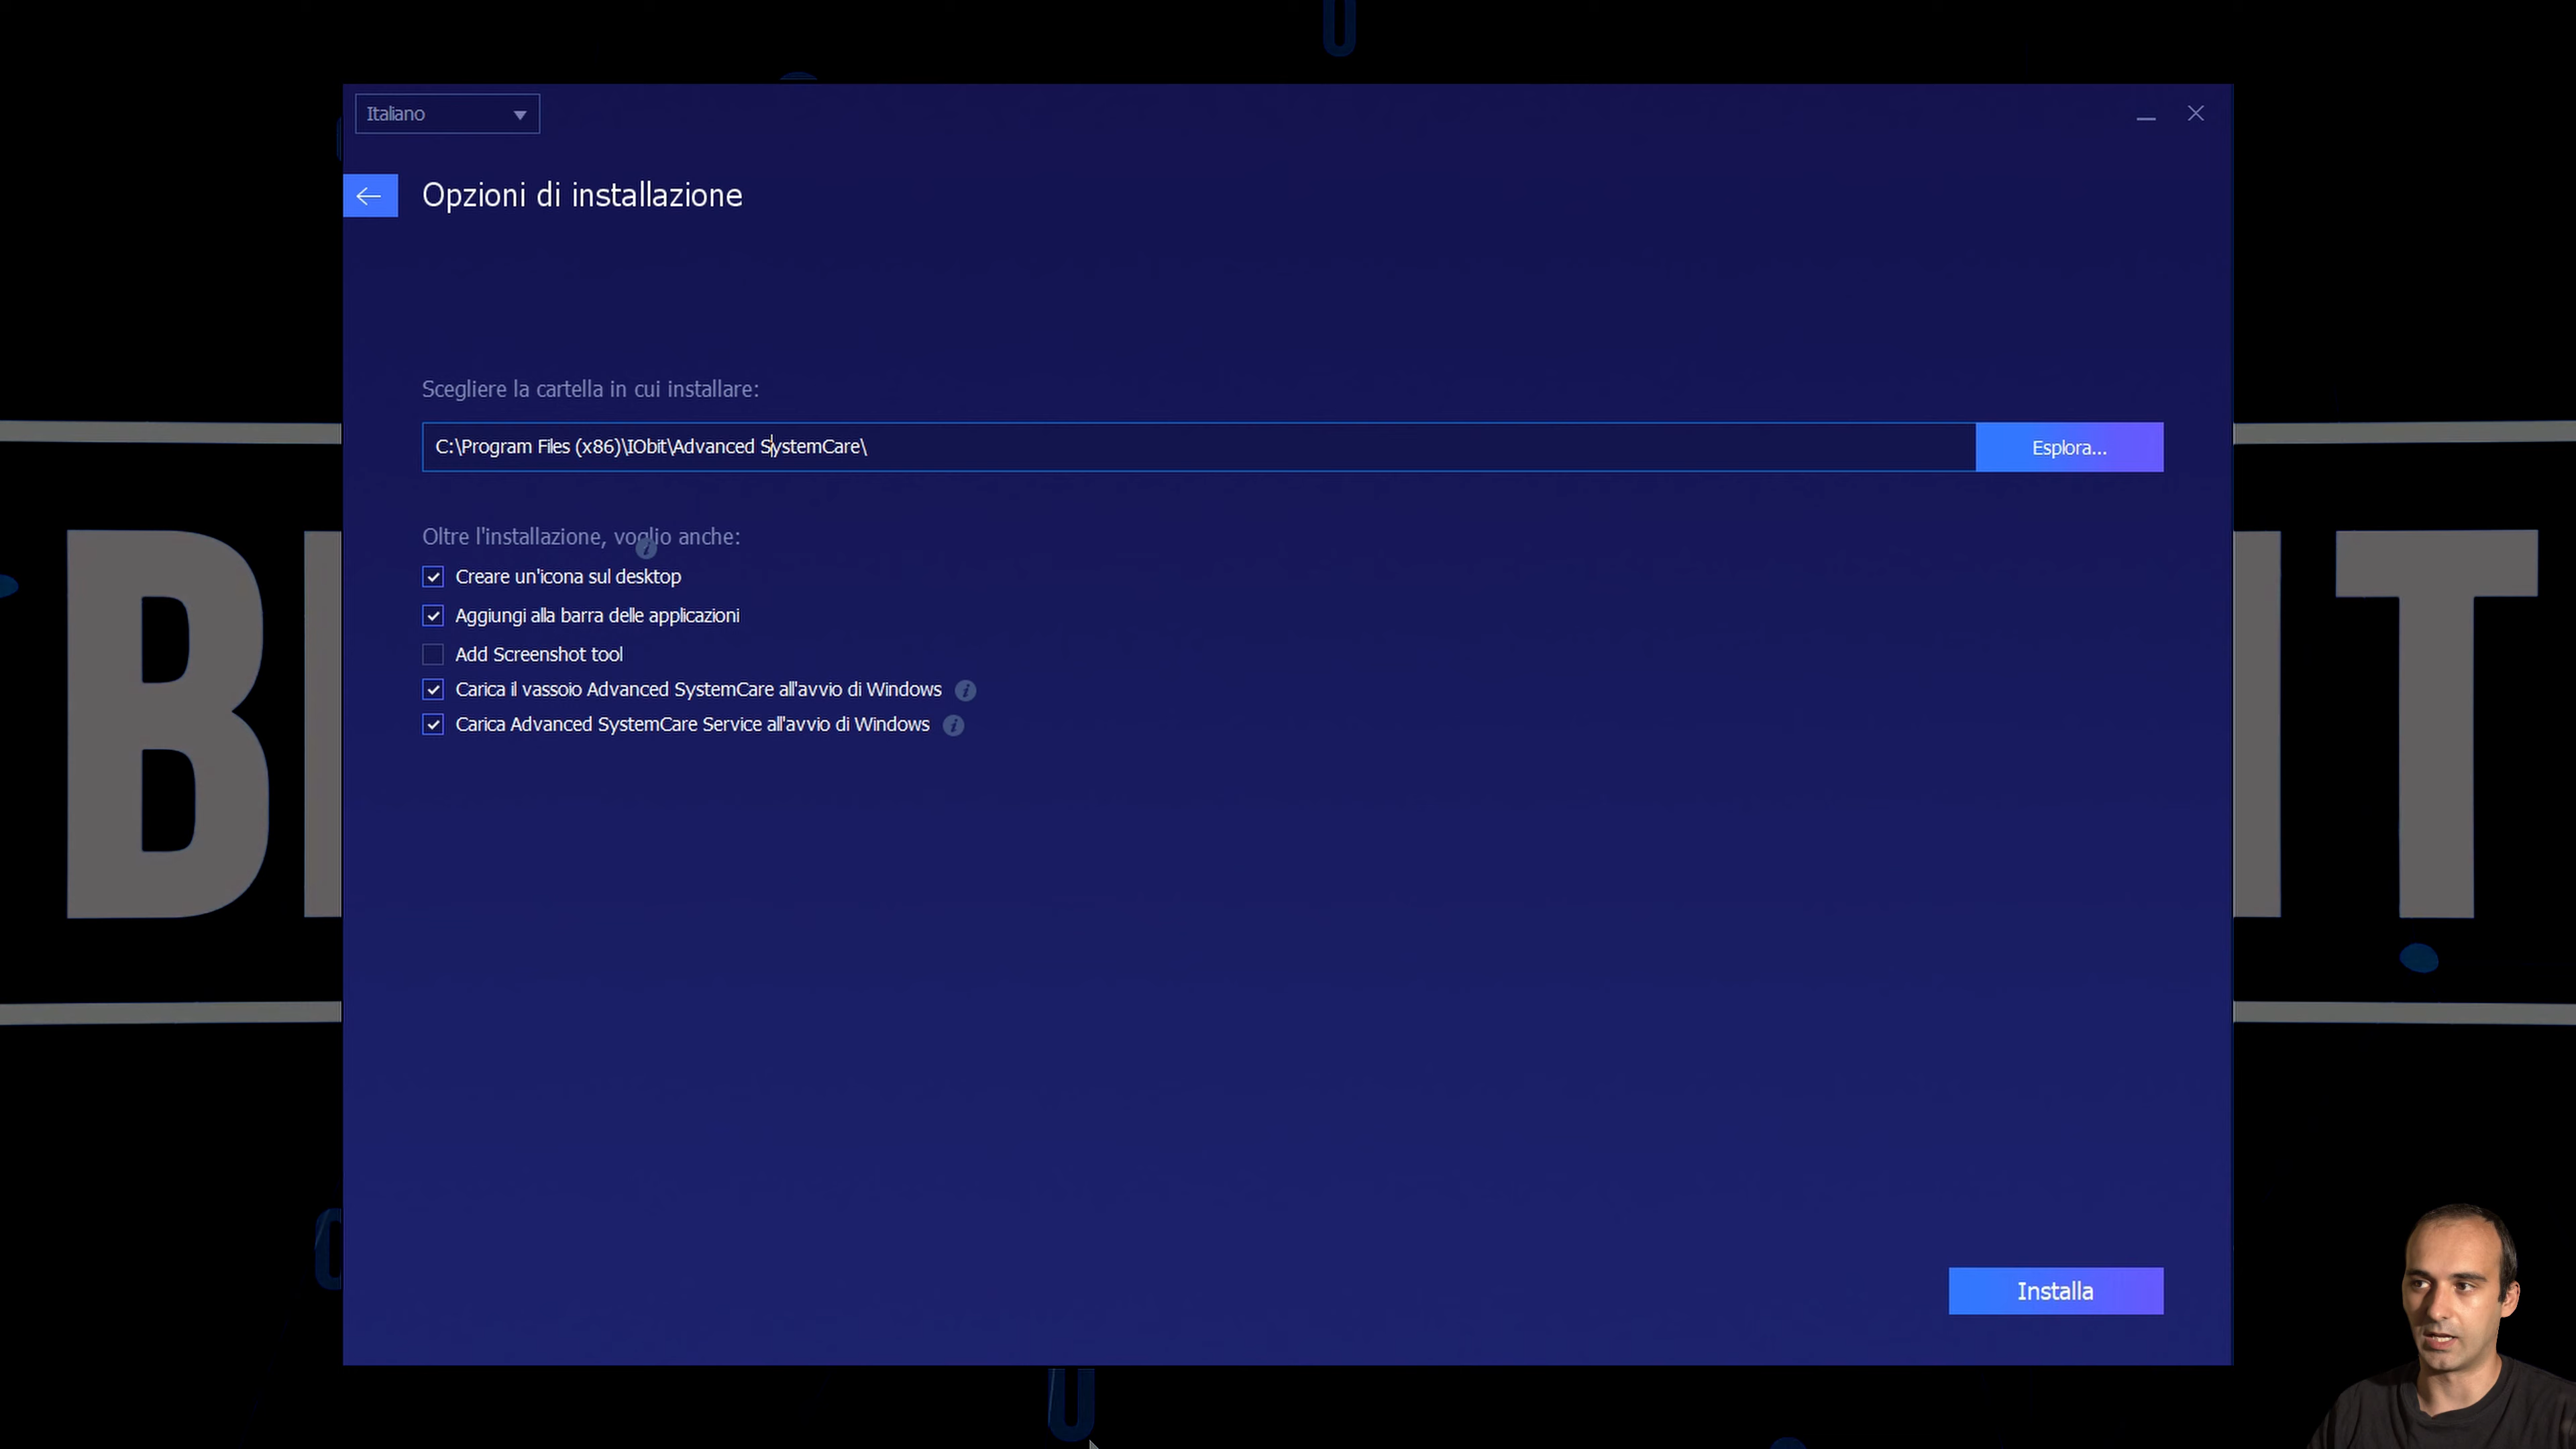 Italiano
Opzioni di installazione
Scegliere la cartella in cui installare:
C:\Program Files (x86)\IObit\Advanced SystemCare\
Esplora...
Oltre l'installazione, voglio anche:
Creare un'icona sul desktop
Aggiungi alla barra delle applicazioni
Add Screenshot tool
Carica il vassoio Advanced SystemCare all'avvio di Windows
Carica Advanced SystemCare Service all'avvio di Windows
Installa